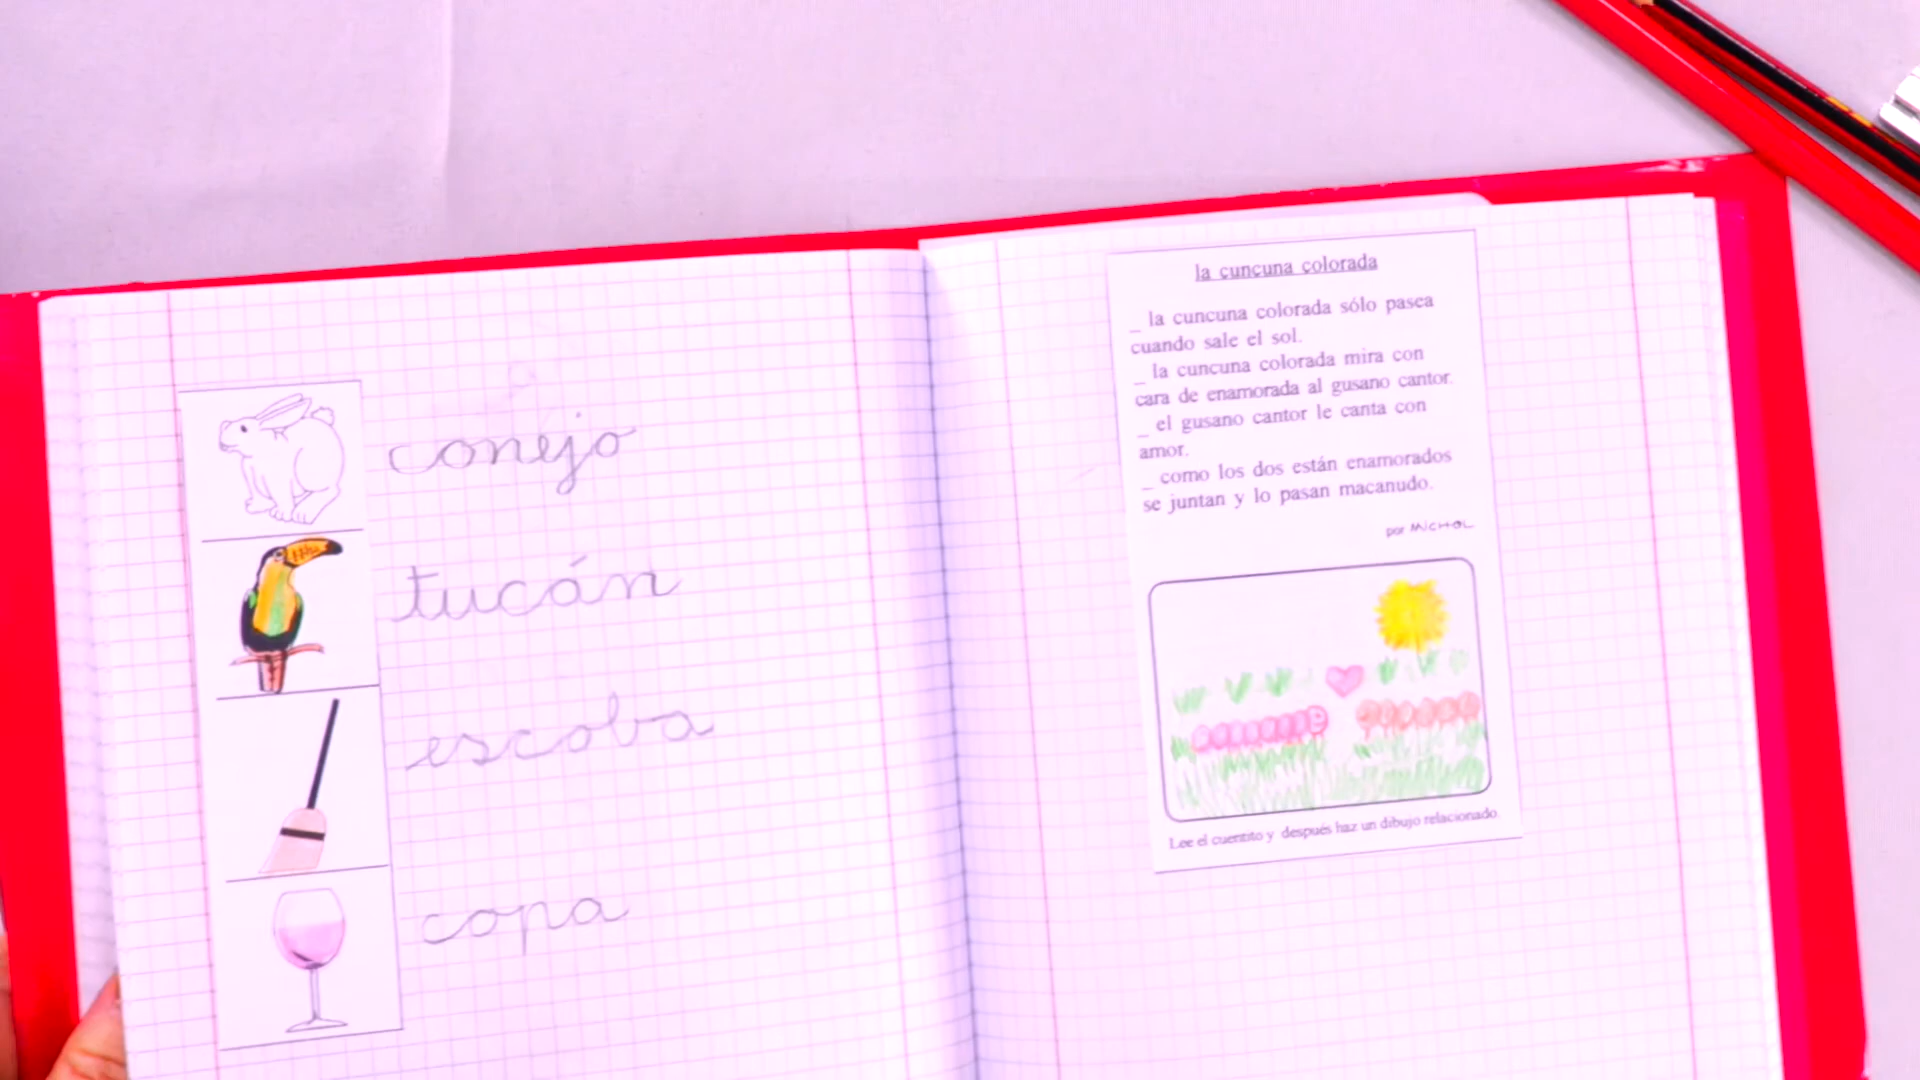 conejo
tucán
escoba
copa
la cuncuna colorada
_ la cuncuna colorada sólo pasea
cuando sale el sol.
_ la cuncuna colorada mira con
cara de enamorada al gusano cantor.
_ el gusano cantor le canta con
amor.
_ como los dos están enamorados
se juntan y lo pasan macanudo.
por MICHOL
Lee el cuentito y después haz un dibujo relacionado.